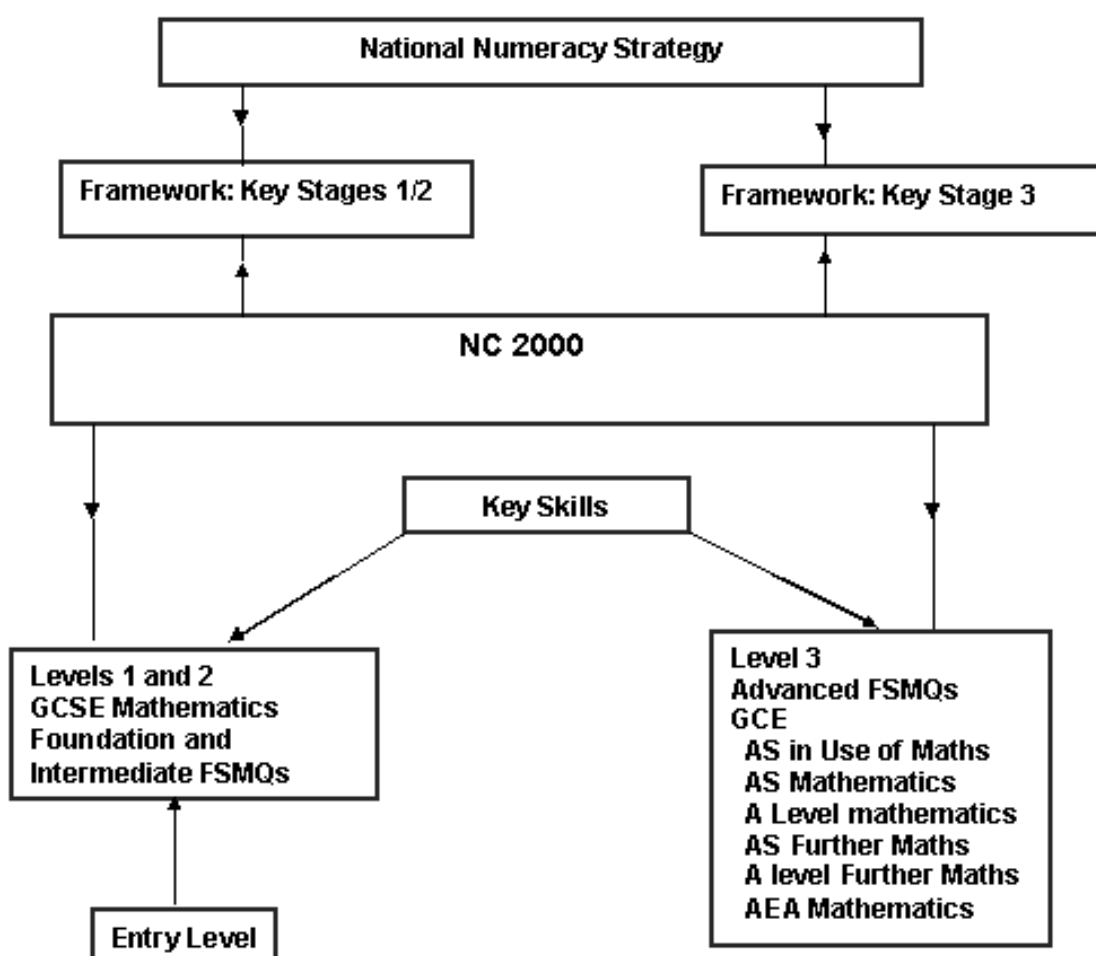 National Numeracy Strategy
Framework: Key Stages 1/2
Framework: Key Stage 3
NC 2000
Key Skills
Levels 1 and 2
GCSE Mathematics
Foundation and
Intermediate FSMQs
Level 3
Advanced FSMQs
GCE
AS in Use of Maths
AS Mathematics
A Level mathematics
AS Further Maths
A level Further Maths
AEA Mathematics
Entry Level